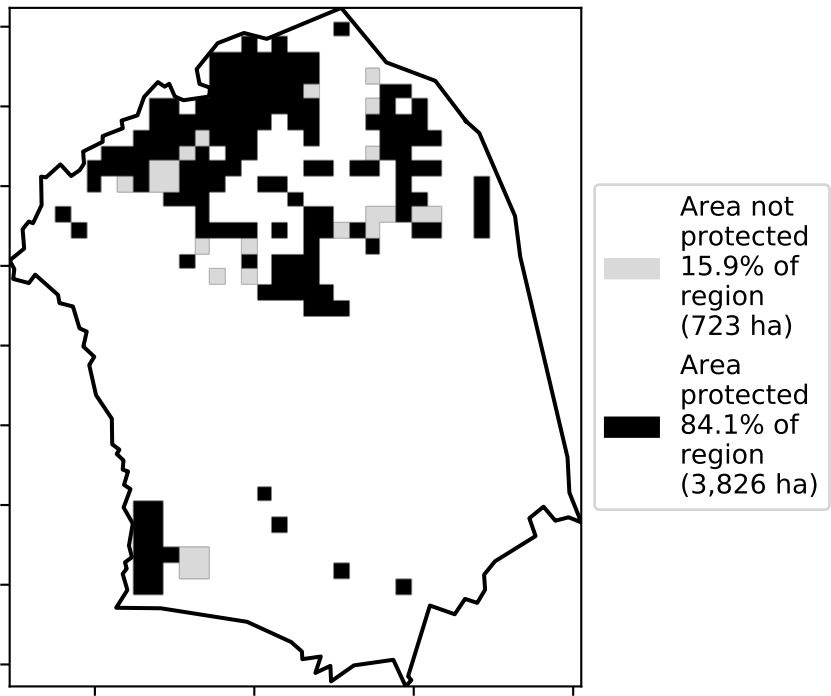 Area not
protected
15.9% of
region
(723 ha)
Area
protected
84.1% of
region
(3,826 ha)